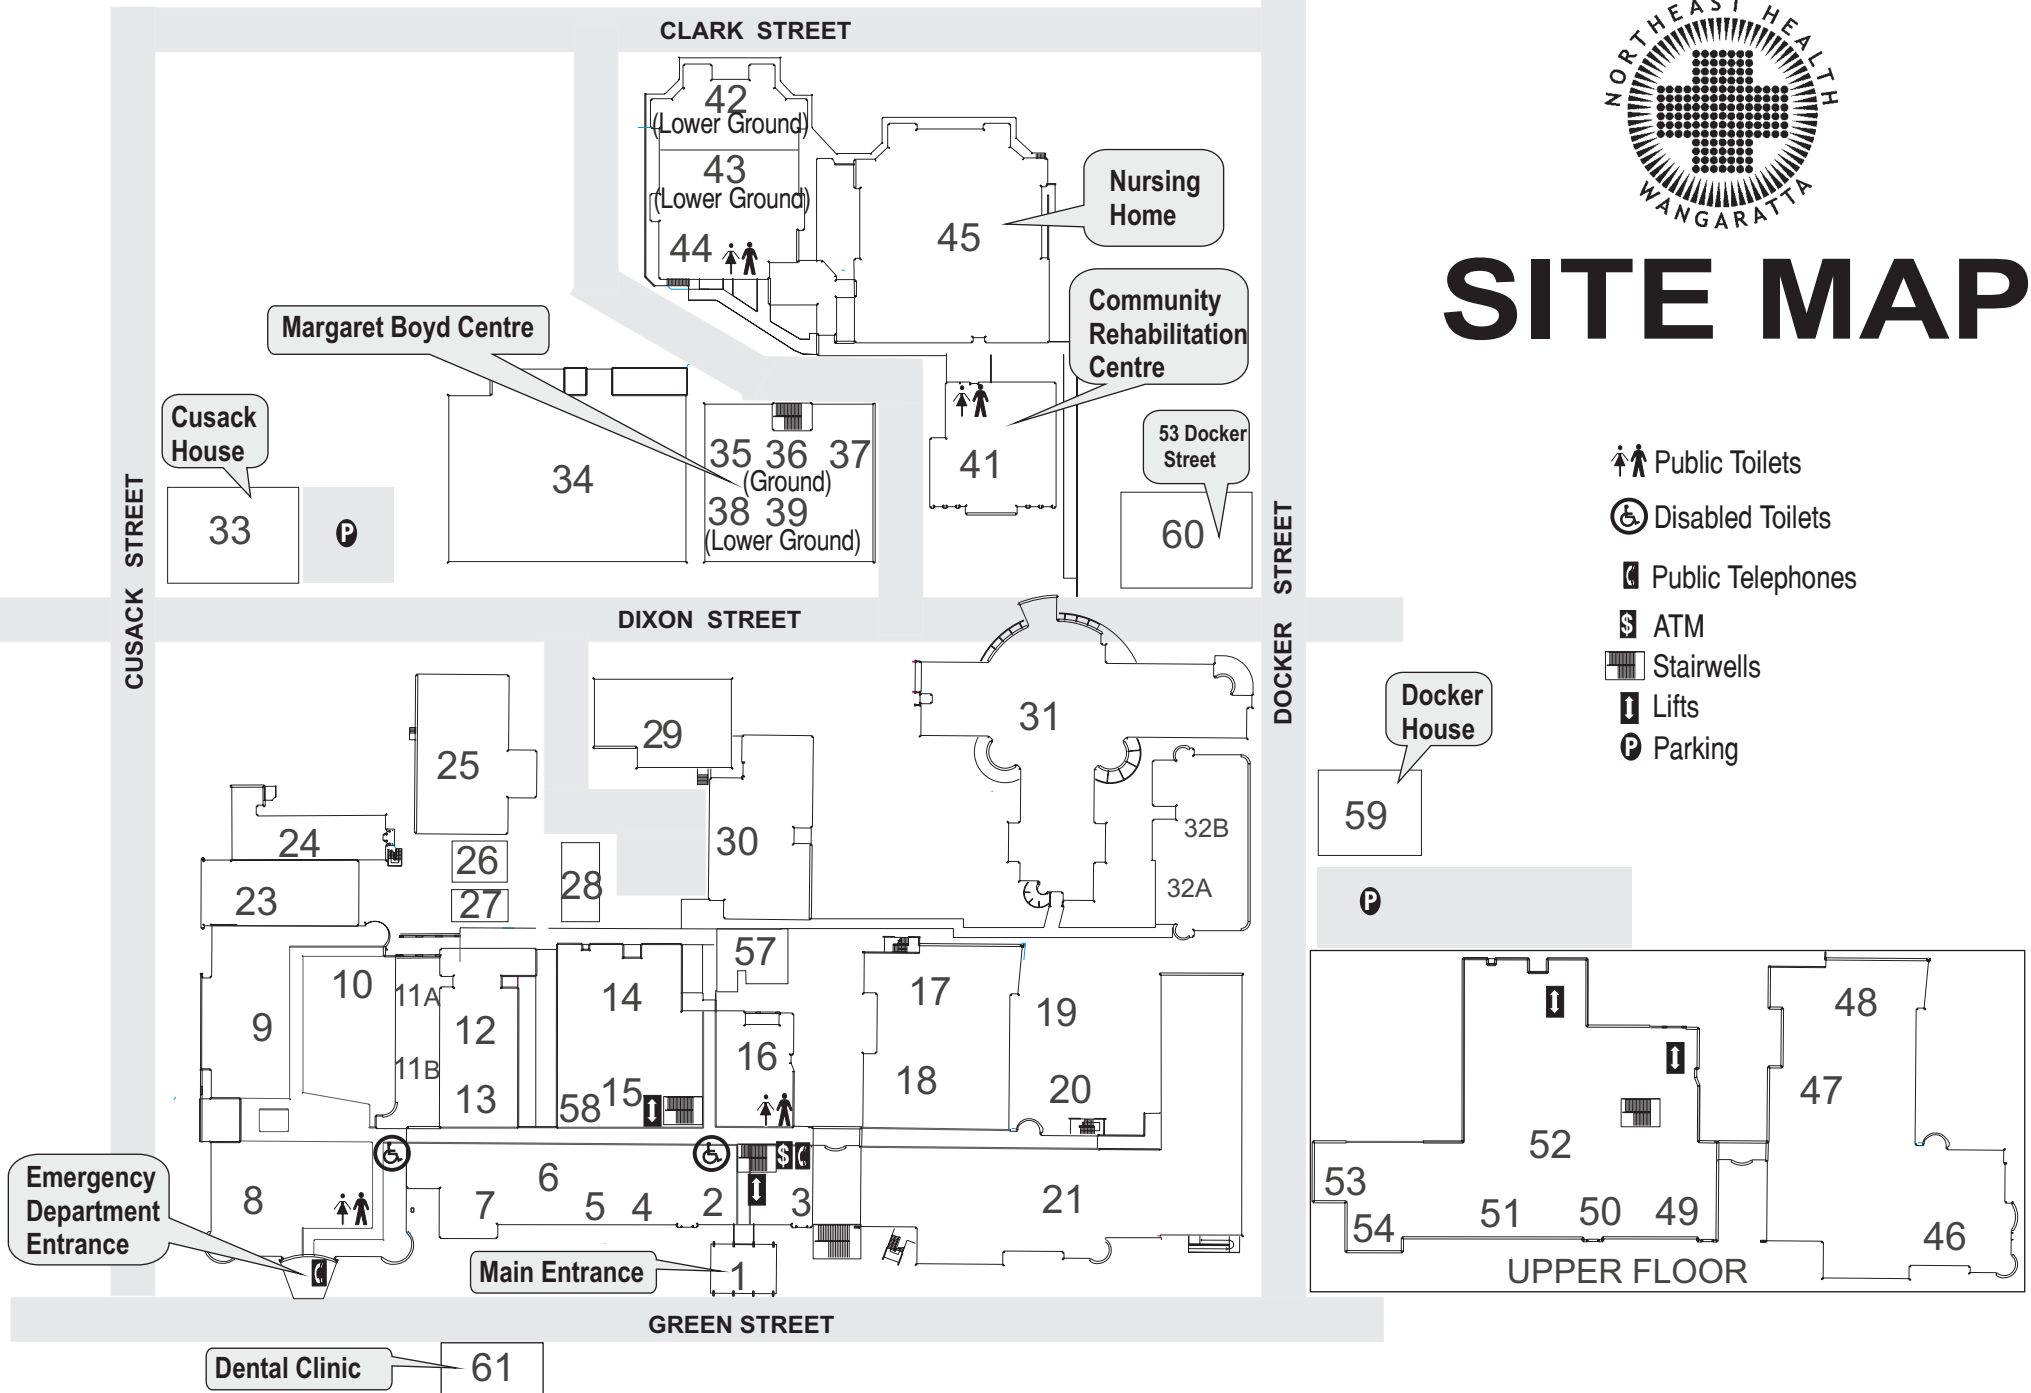 CLARK STREET
NORTHEAST HEALTH
WANGARATTA
SITE MAP
42
(Lower Ground)
43
(Lower Ground)
44
45
Nursing
Home
Community
Rehabilitation
Centre
Margaret Boyd Centre
Cusack
House
53 Docker
Street
33
P
34
35 36 37
(Ground)
38 39
(Lower Ground)
41
60
Public Toilets
Disabled Toilets
Public Telephones
$ ATM
Stairwells
Lifts
P Parking
CUSACK STREET
DIXON STREET
DOCKER STREET
Docker
House
59
P
25
29
31
24
26
30
32B
23
27
28
32A
57
10
11A
14
17
9
12
19
16
11B
13
58
15
18
20
Emergency
Department
Entrance
8
7
6
5
4
2
$
3
21
Main Entrance
1
48
47
52
53
54
51
50
49
46
UPPER FLOOR
GREEN STREET
Dental Clinic
61